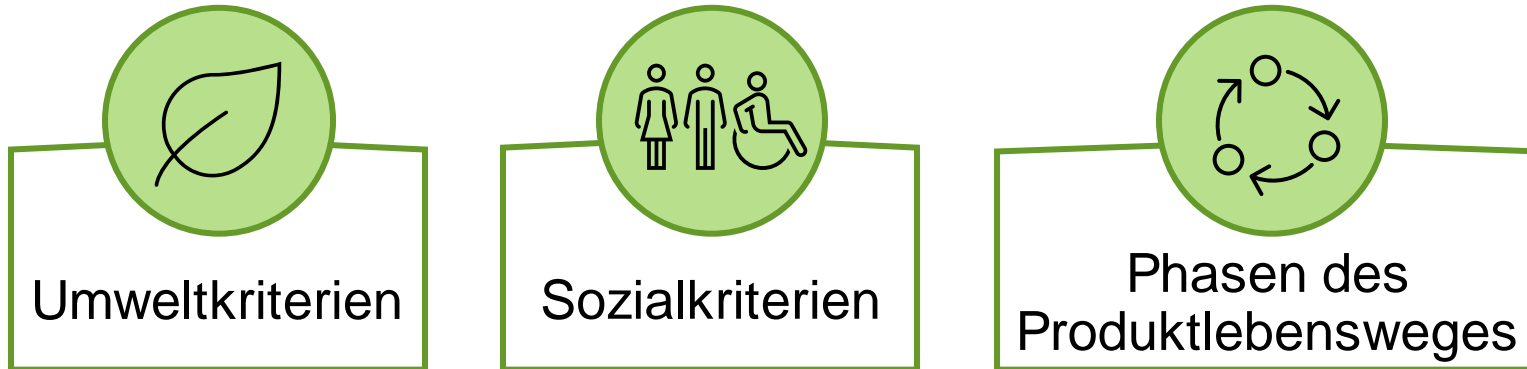 Umweltkriterien
Sozialkriterien
Phasen des
Produktlebensweges